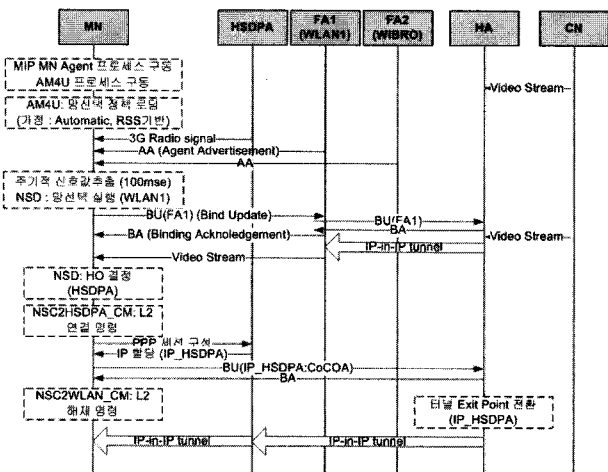 MN
HSDPA
FA1
(WLAN1)
FA2
(WIBRO)
HA
CN
MIP MN Agent 프로세스 구동
AM4U 프로세스 구동
Video Stream
AM4U: 망선택 정책 로딩
(가정 : Automatic, RSS기반)
3G Radio signal
AA (Agent Advertisement)
AA
주기적 신호값추출 (100mse)
NSD : 망선택 실행 (WLAN1)
BU(FA1) (Bind Update)
BU(FA1)
BA
BA (Binding Acknoledgement)
Video Stream
IP-in-IP tunnel
Video Stream
NSD: HO 결정
(HSDPA)
NSC2HSDPA_CM: L2
연결 명령
PPP 세션 구성
IP 할당 (IP_HSDPA)
BU(IP_HSDPA:CoCOA)
BA
NSC2WLAN_CM: L2
해제 명령
터널 Exit Point 전환
(IP_HSDPA)
IP-in-IP tunnel
IP-in-IP tunnel